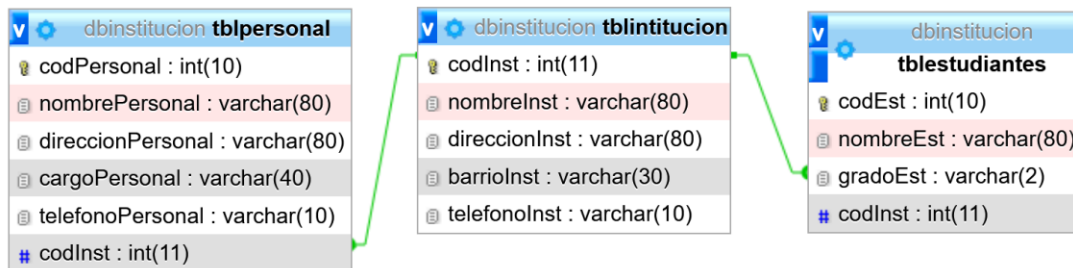 v dbinstitucion tblpersonal
codPersonal : int(10)
nombrePersonal : varchar(80)
direccionPersonal : varchar(80)
cargoPersonal : varchar(40)
telefonoPersonal : varchar(10)
# codInst : int(11)
v dbinstitucion tblintitucion
codInst : int(11)
nombreInst : varchar(80)
direccionInst : varchar(80)
barrioInst : varchar(30)
telefonoInst : varchar(10)
v dbinstitucion
tblestudiantes
codEst : int(10)
nombreEst : varchar(80)
gradoEst : varchar(2)
# codInst : int(11)